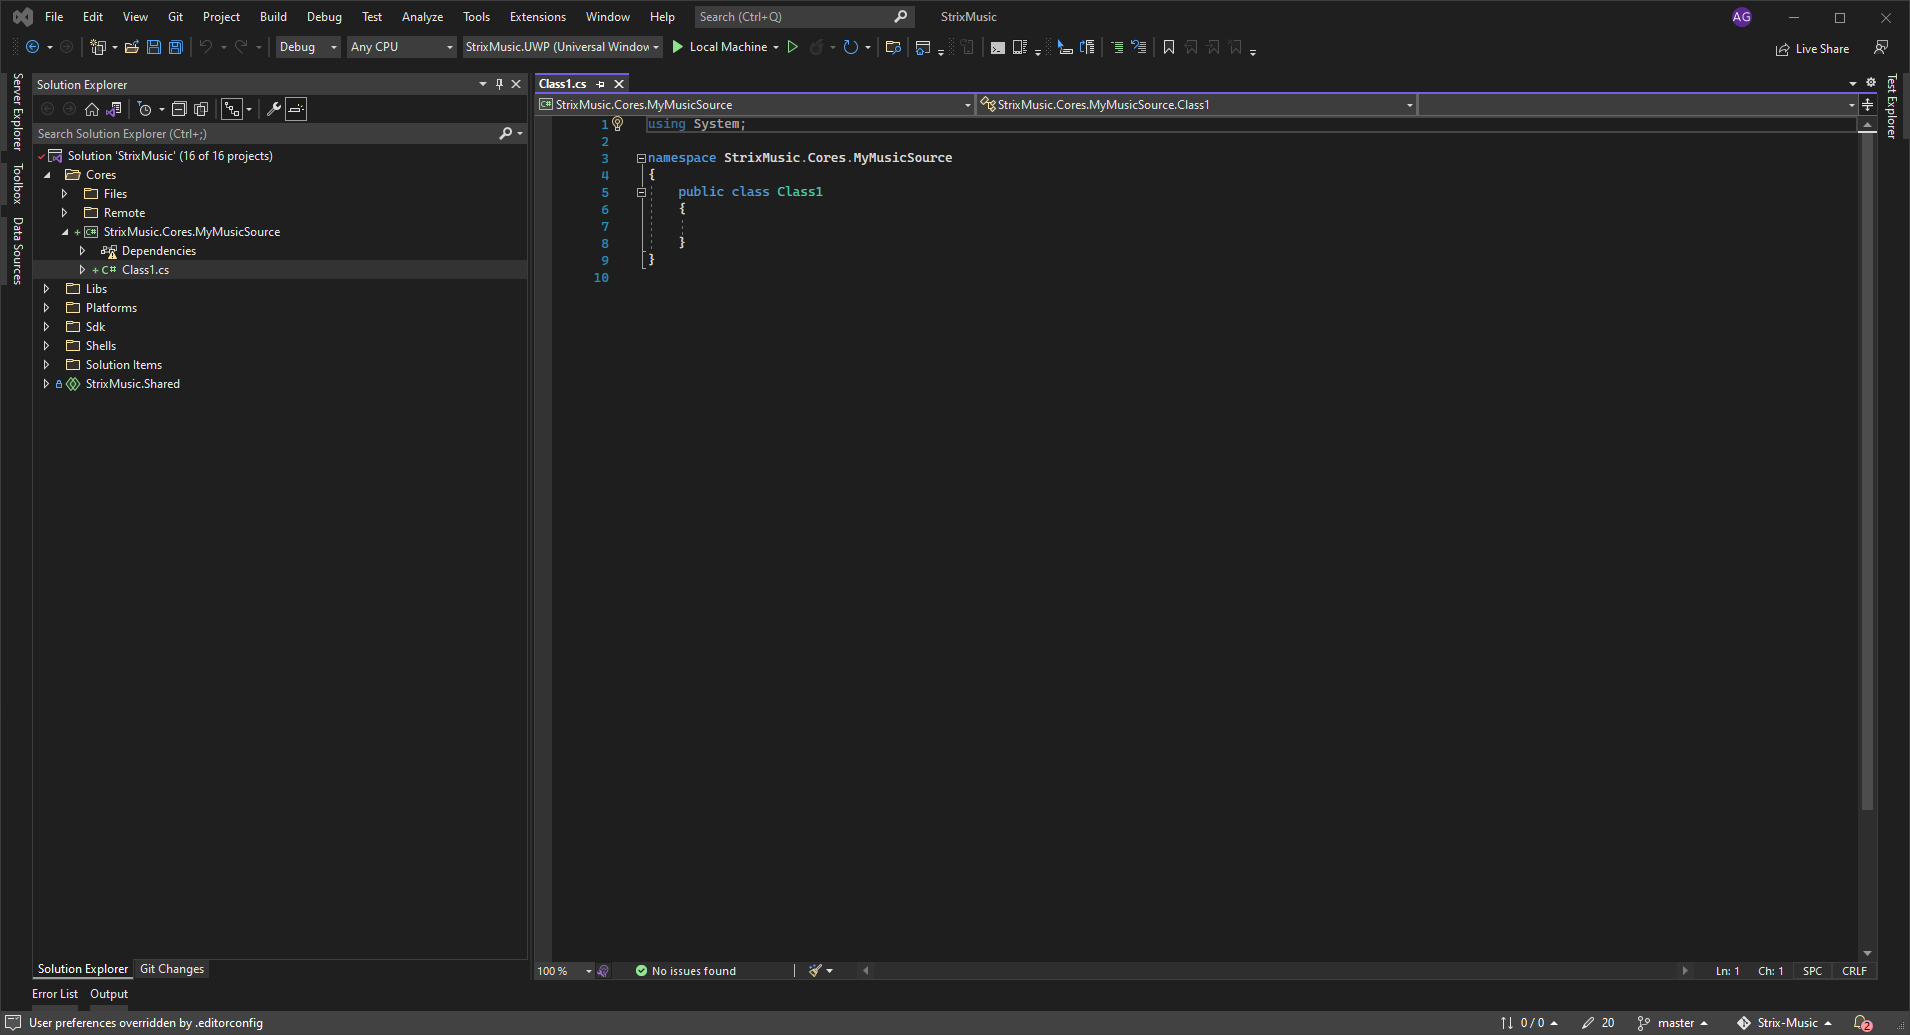 File Edit View Git Project Build Debug Test Analyze Tools Extensions Window Help Search (Ctrl+Q) StrixMusic AG
Debug Any CPU StrixMusic.UWP (Universal Window Local Machine Live Share
Server Explorer
Toolbox
Data Sources
Solution Explorer
Search Solution Explorer (Ctrl+;)
Solution 'StrixMusic' (16 of 16 projects)
Cores
Files
Remote
StrixMusic.Cores.MyMusicSource
Dependencies
Class1.cs
Libs
Platforms
Sdk
Shells
Solution Items
StrixMusic.Shared
Solution Explorer Git Changes
Class1.cs
StrixMusic.Cores.MyMusicSource StrixMusic.Cores.MyMusicSource.Class1
1 using System;
2
3 namespace StrixMusic.Cores.MyMusicSource
4 {
5 public class Class1
6 {
7
8 }
9 }
10
Test Explorer
100 % No issues found Ln: 1 Ch: 1 SPC CRLF
Error List Output
User preferences overridden by .editorconfig 0 / 0 20 master Strix-Music 2